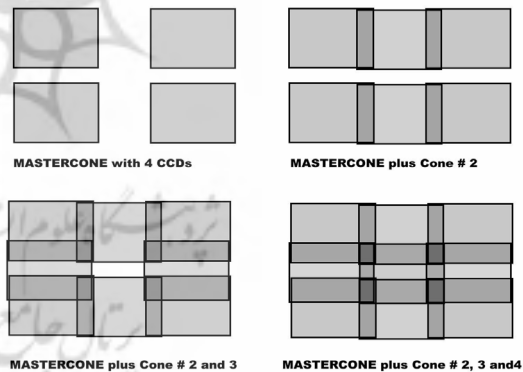 MASTERCONE with 4 CCDs
MASTERCONE plus Cone # 2
MASTERCONE plus Cone # 2 and 3
MASTERCONE plus Cone # 2, 3 and4